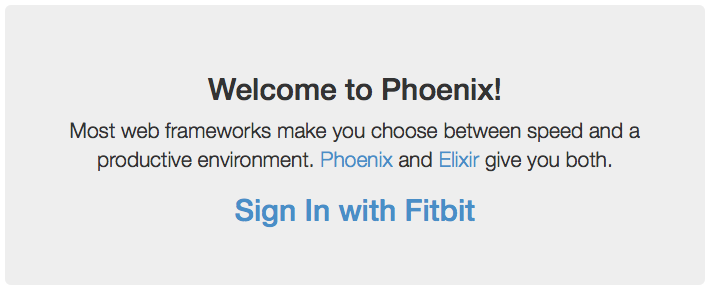 Welcome to Phoenix!
Most web frameworks make you choose between speed and a
productive environment. Phoenix and Elixir give you both.
Sign In with Fitbit